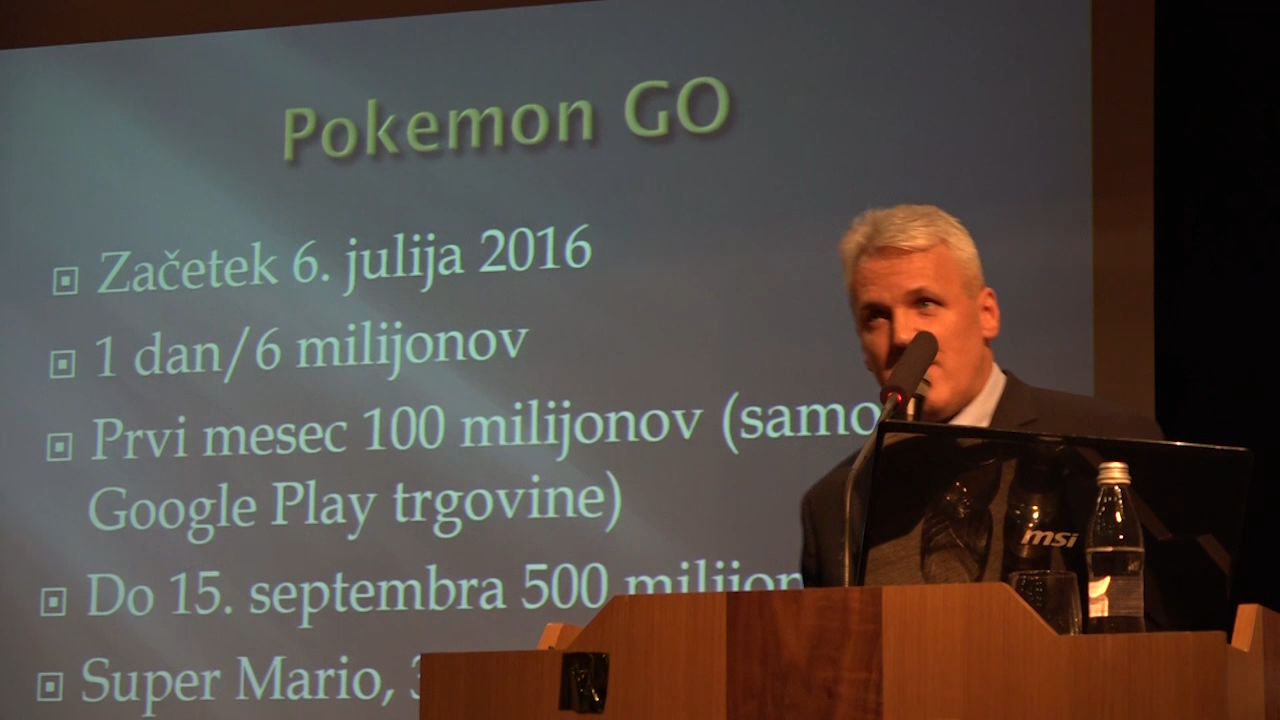 Pokemon GO
Začetek 6. julija 2016
1 dan/6 milijonov
Prvi mesec 100 milijonov (samo
Google Play trgovine)
Do 15. septembra 500 milijon
Super Mario,
msi